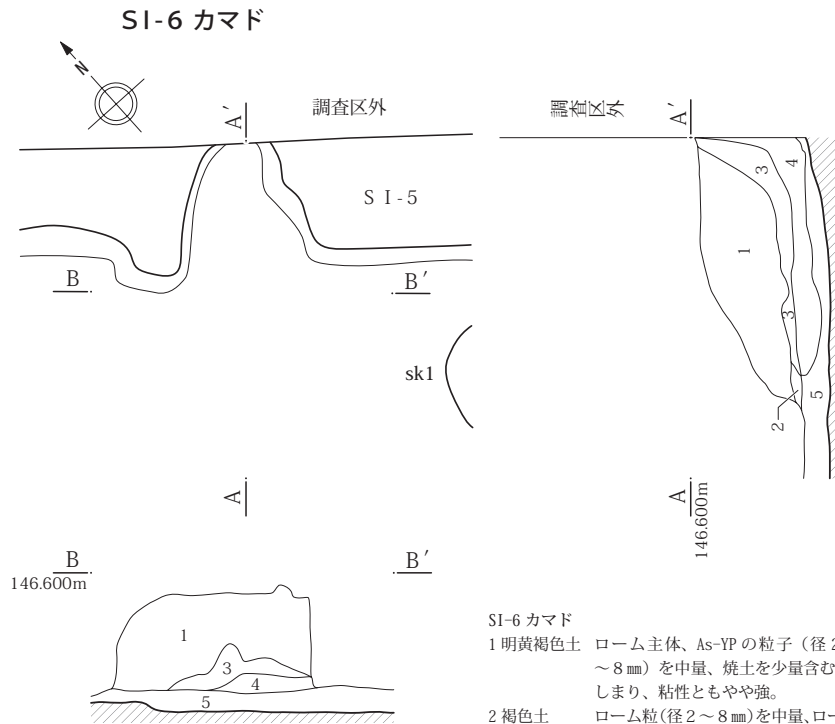 SI-6 カマド
N
A′
調査区外
調査区外
A′
SI-5
B
B′
sk1
A
A
146.600m
1
3
4
3
2
5
B
B′
146.600m
1
3
4
5
SI-6 カマド
1 明黄褐色土 ローム主体、As-YP の粒子（径 2
～8 ㎜）を中量、焼土を少量含む
しまり、粘性ともやや強。
2 褐色土 ローム粒(径 2～8 ㎜)を中量、ロー